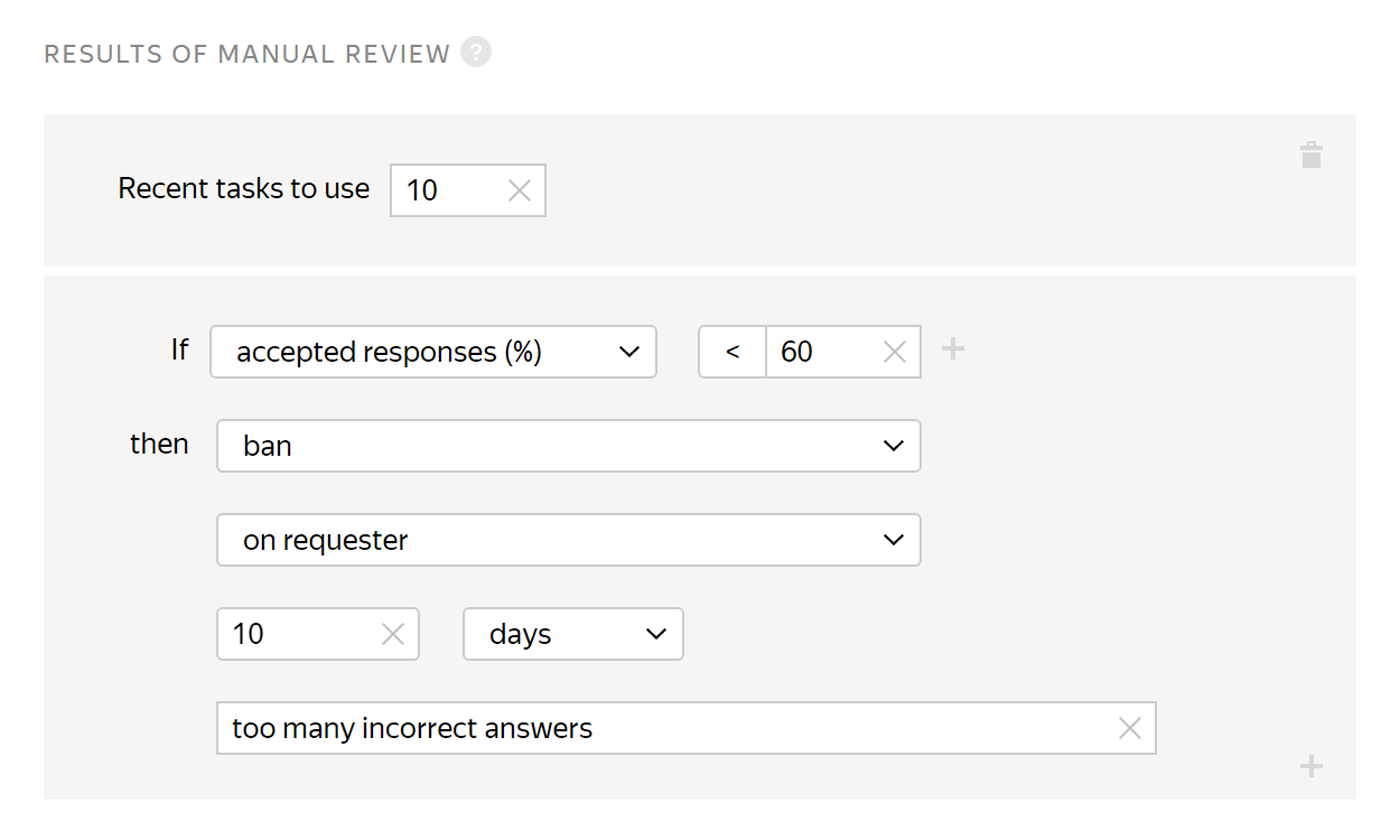 RESULTS OF MANUAL REVIEW ?
Recent tasks to use 10
If accepted responses (%) < 60
then ban
on requester
10 days
too many incorrect answers